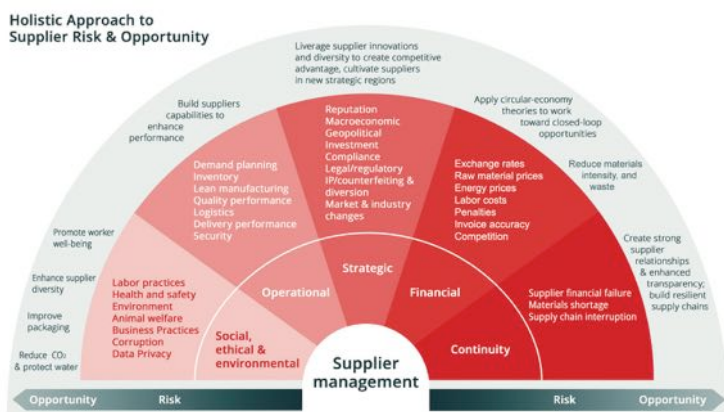 Holistic Approach to
Supplier Risk & Opportunity
Liverage supplier innovations
and diversity to create competitive
advantage, cultivate suppliers
in new strategic regions
Build suppliers
capabilities to
enhance
performance
Apply circular-economy
theories to work
toward closed-loop
opportunities
Reduce materials
intensity, and
waste
Promote worker
well-being
Enhance supplier
diversity
Improve
packaging
Reduce CO₂
& protect water
Create strong
supplier
relationships
& enhanced
transparency;
build resilient
supply chains
Labor practices
Health and safety
Environment
Animal welfare
Business Practices
Corruption
Data Privacy
Demand planning
Inventory
Lean manufacturing
Quality performance
Logistics
Delivery performance
Security
Reputation
Macroeconomic
Geopolitical
Investment
Compliance
Legal/regulatory
IP/counterfeiting &
diversion
Market & industry
changes
Exchange rates
Raw material prices
Energy prices
Labor costs
Penalties
Invoice accuracy
Competition
Supplier financial failure
Materials shortage
Supply chain interruption
Social,
ethical &
environmental
Operational
Strategic
Financial
Continuity
Supplier
management
Opportunity
Risk
Risk
Opportunity